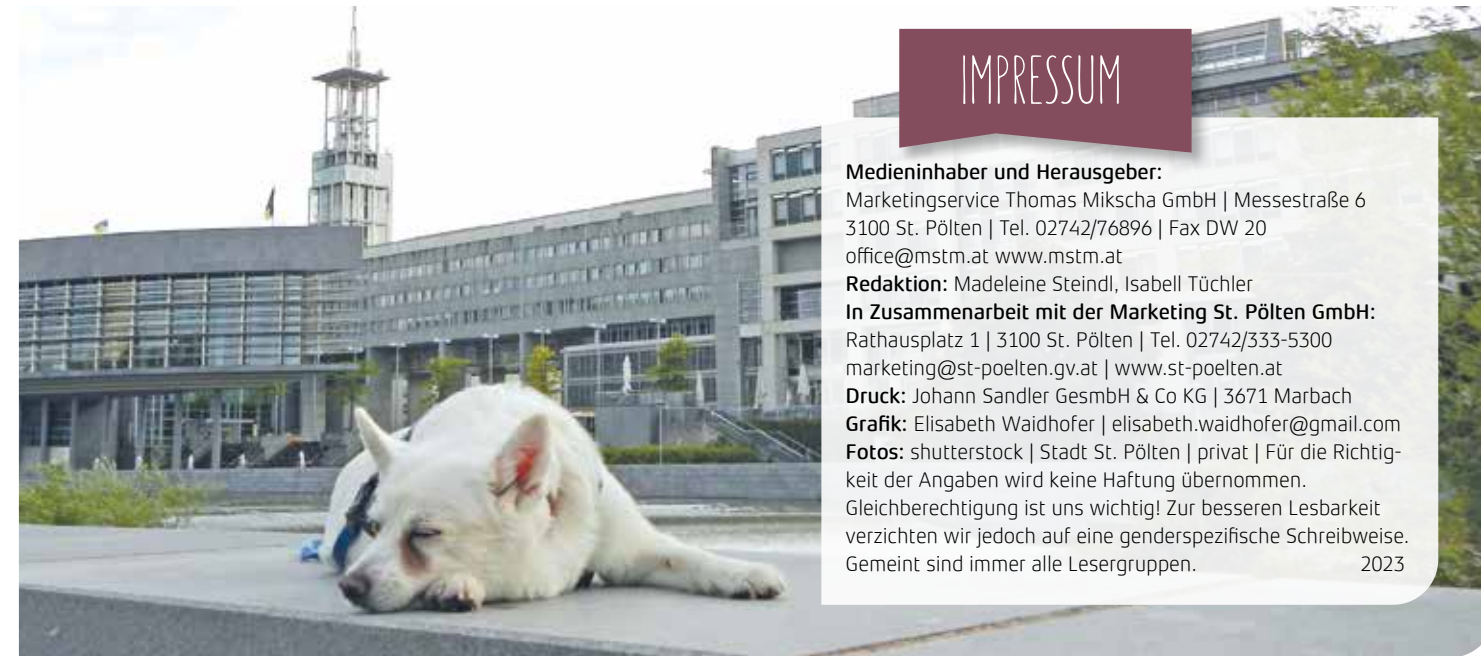 IMPRESSUM
Medieninhaber und Herausgeber:
Marketingservice Thomas Mikscha GmbH | Messestraße 6
3100 St. Pölten | Tel. 02742/76896 | Fax DW 20
office@mstm.at www.mstm.at
Redaktion: Madeleine Steindl, Isabell Tüchler
In Zusammenarbeit mit der Marketing St. Pölten GmbH:
Rathausplatz 1 | 3100 St. Pölten | Tel. 02742/333-5300
marketing@st-poelten.gv.at | www.st-poelten.at
Druck: Johann Sandler GesmbH & Co KG | 3671 Marbach
Grafik: Elisabeth Waidhofer | elisabeth.waidhofer@gmail.com
Fotos: shutterstock | Stadt St. Pölten | privat | Für die Richtig-
keit der Angaben wird keine Haftung übernommen.
Gleichberechtigung ist uns wichtig! Zur besseren Lesbarkeit
verzichten wir jedoch auf eine genderspezifische Schreibweise.
Gemeint sind immer alle Lesergruppen. 2023